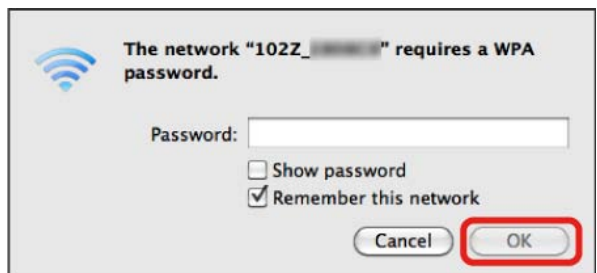 The network “102Z_ ” requires a WPA
password.
Password:
Show password
Remember this network
Cancel OK